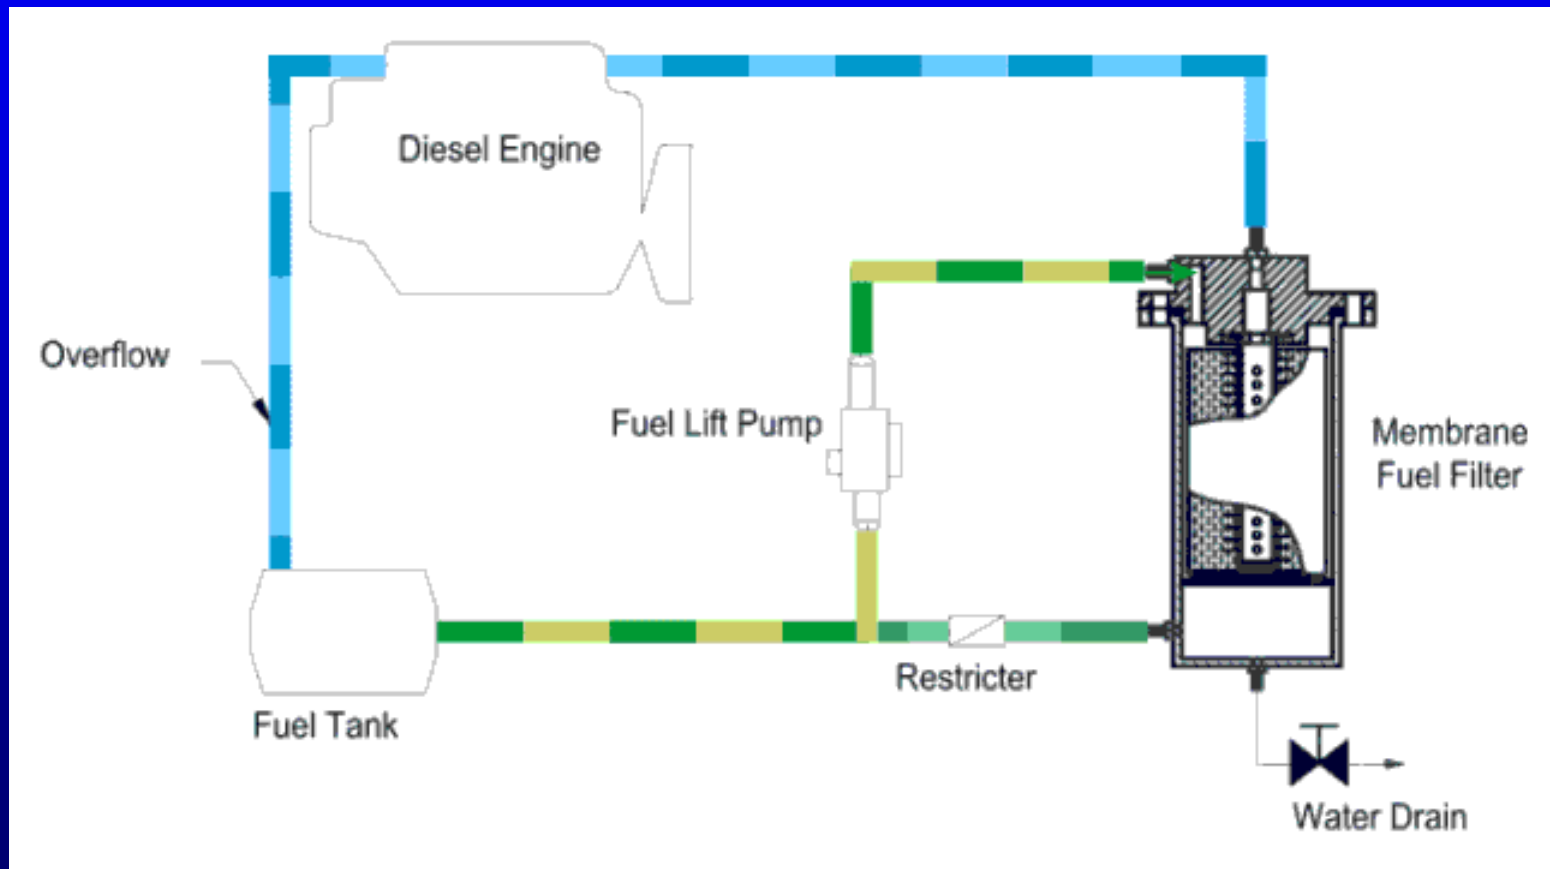 Diesel Engine
Overflow
Fuel Lift Pump
Membrane
Fuel Filter
Restricter
Fuel Tank
Water Drain